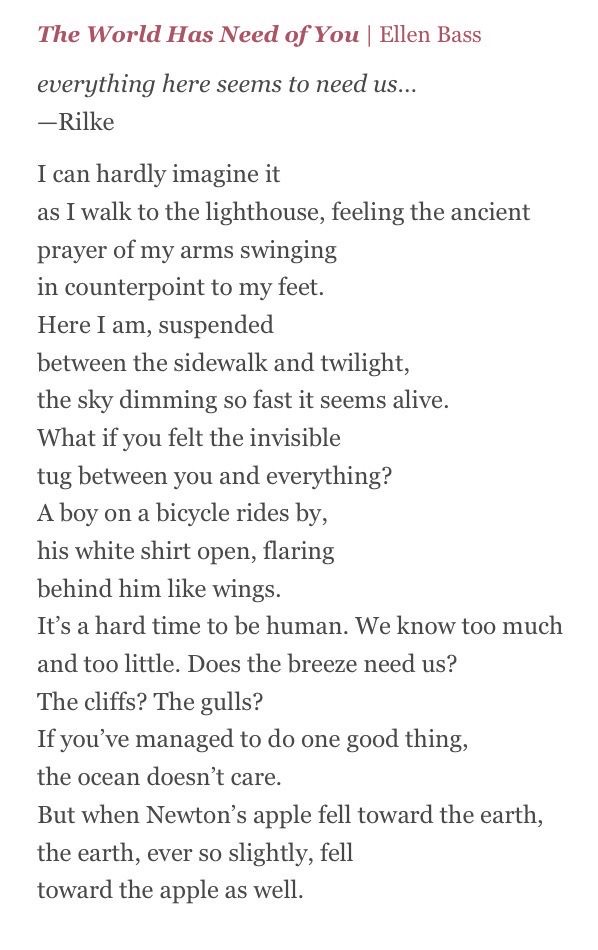 The World Has Need of You | Ellen Bass
everything here seems to need us...
—Rilke
I can hardly imagine it
as I walk to the lighthouse, feeling the ancient
prayer of my arms swinging
in counterpoint to my feet.
Here I am, suspended
between the sidewalk and twilight,
the sky dimming so fast it seems alive.
What if you felt the invisible
tug between you and everything?
A boy on a bicycle rides by,
his white shirt open, flaring
behind him like wings.
It’s a hard time to be human. We know too much
and too little. Does the breeze need us?
The cliffs? The gulls?
If you’ve managed to do one good thing,
the ocean doesn’t care.
But when Newton’s apple fell toward the earth,
the earth, ever so slightly, fell
toward the apple as well.